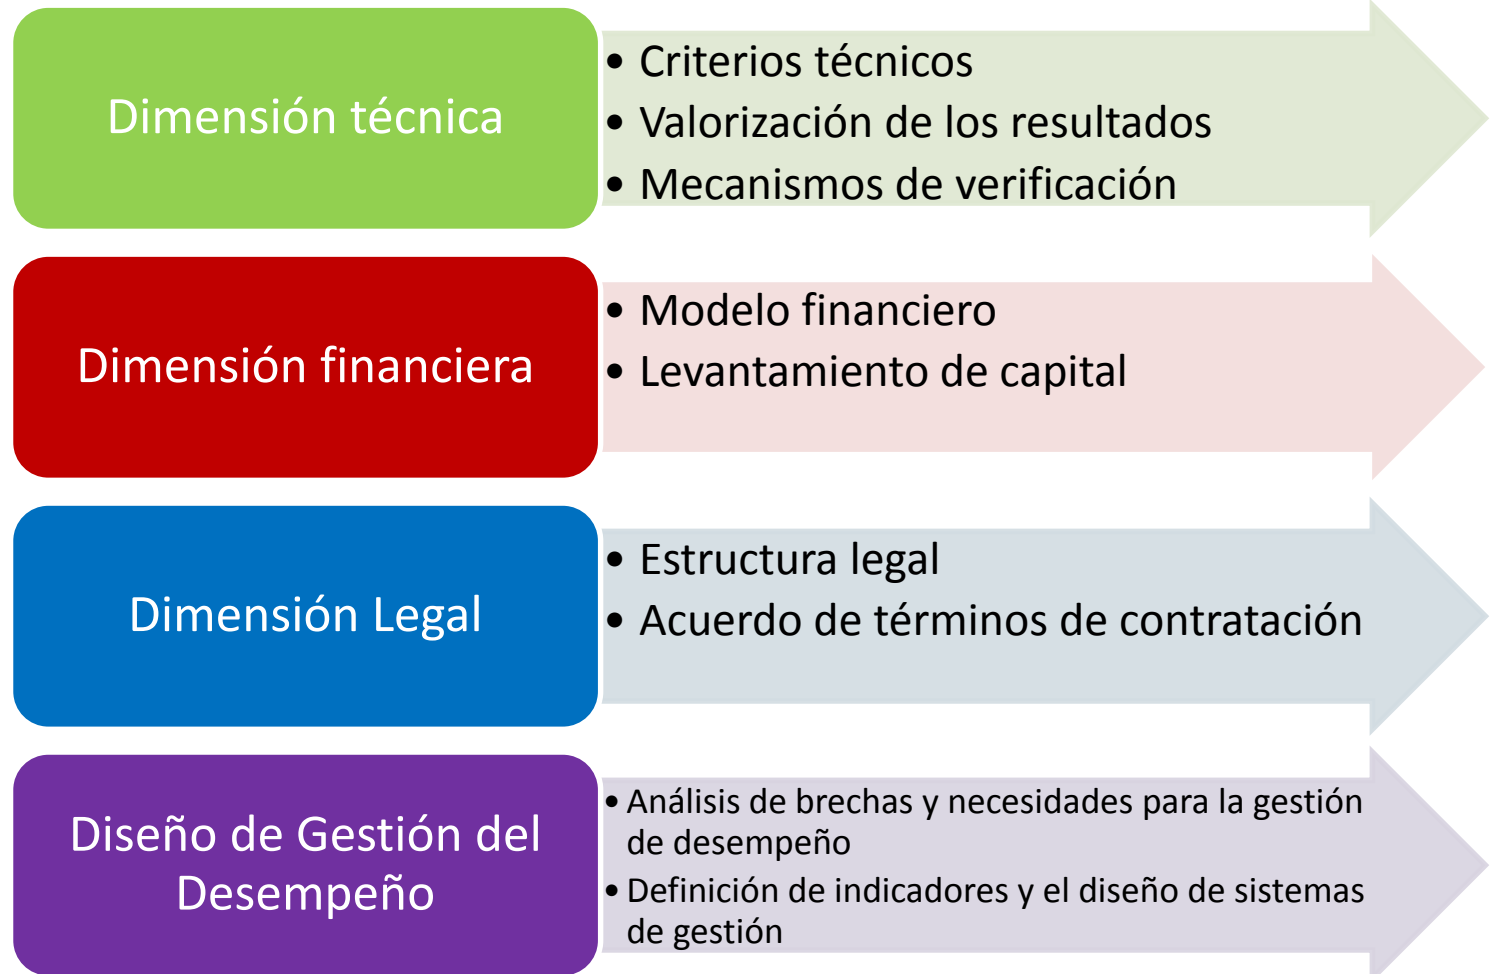 Dimensión técnica
• Criterios técnicos
• Valorización de los resultados
• Mecanismos de verificación
Dimensión financiera
• Modelo financiero
• Levantamiento de capital
Dimensión Legal
• Estructura legal
• Acuerdo de términos de contratación
Diseño de Gestión del
Desempeño
• Análisis de brechas y necesidades para la gestión
de desempeño
• Definición de indicadores y el diseño de sistemas
de gestión